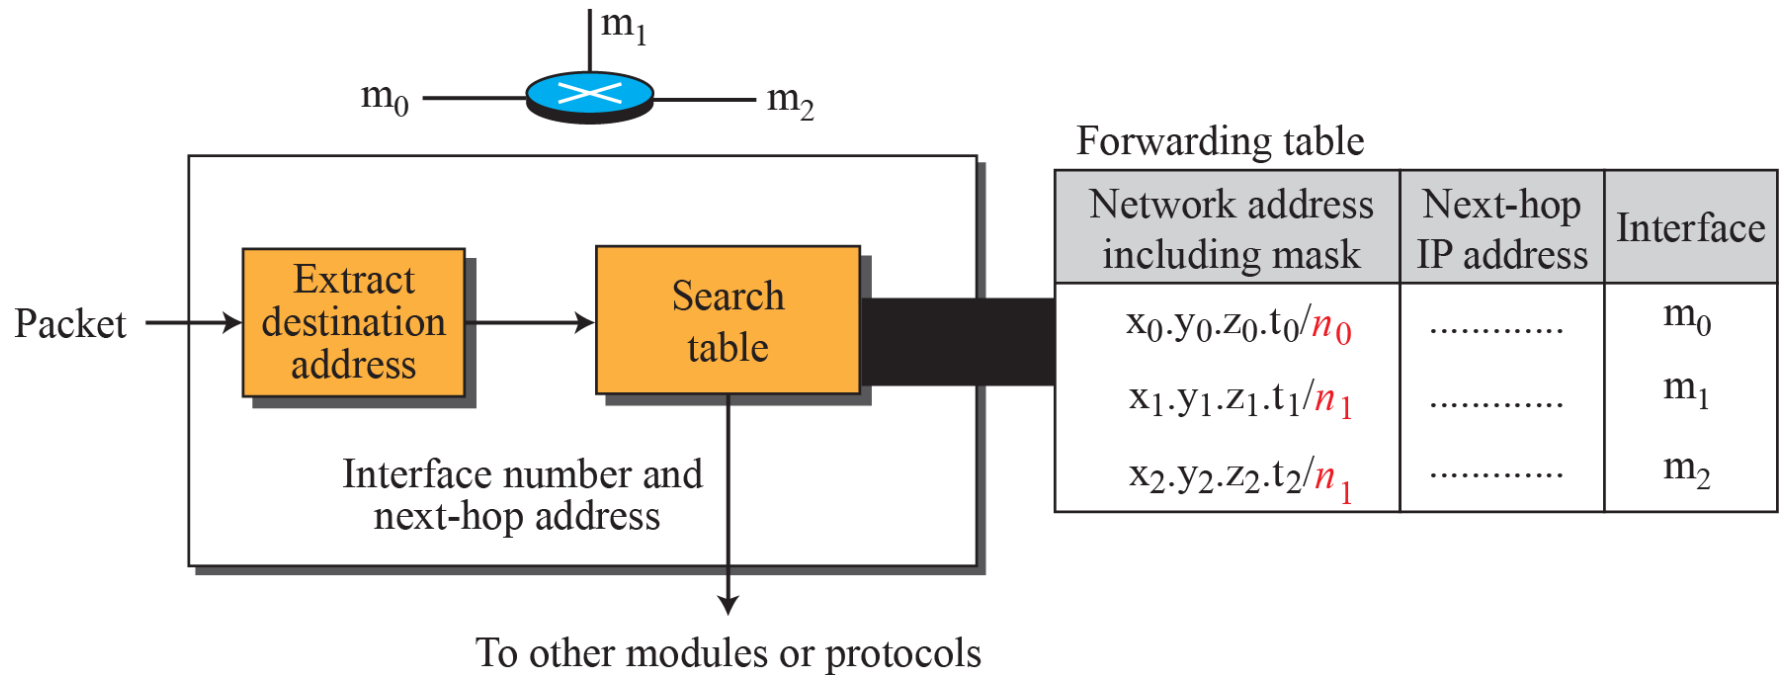 m₁
m₀
m₂
Forwarding table
Network address
including mask
Next-hop
IP address
Interface
Extract
destination
address
Search
table
Packet
x₀.y₀.z₀.t₀/n₀
.............
m₀
x₁.y₁.z₁.t₁/n₁
.............
m₁
x₂.y₂.z₂.t₂/n₁
.............
m₂
Interface number and
next-hop address
To other modules or protocols